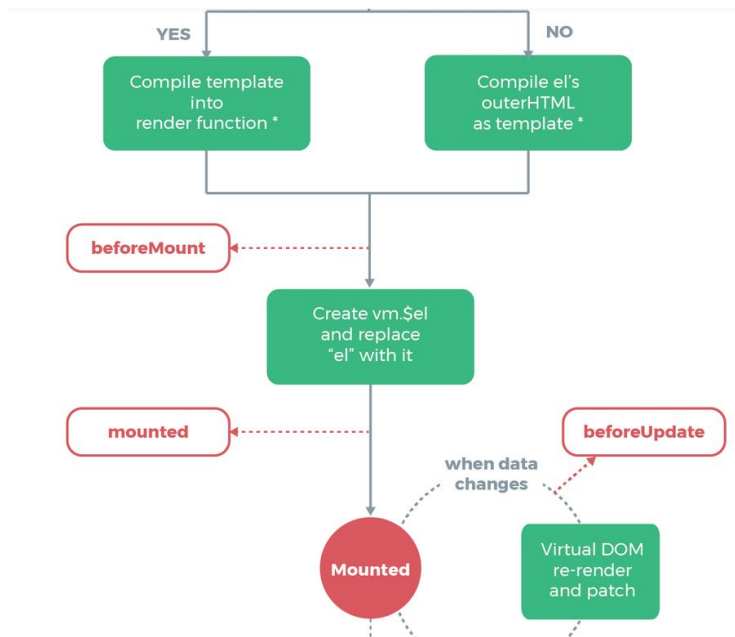 YES
NO
Compile template
into
render function *
Compile el's
outerHTML
as template *
beforeMount
Create vm.$el
and replace
“el” with it
mounted
beforeUpdate
when data
changes
Mounted
Virtual DOM
re-render
and patch